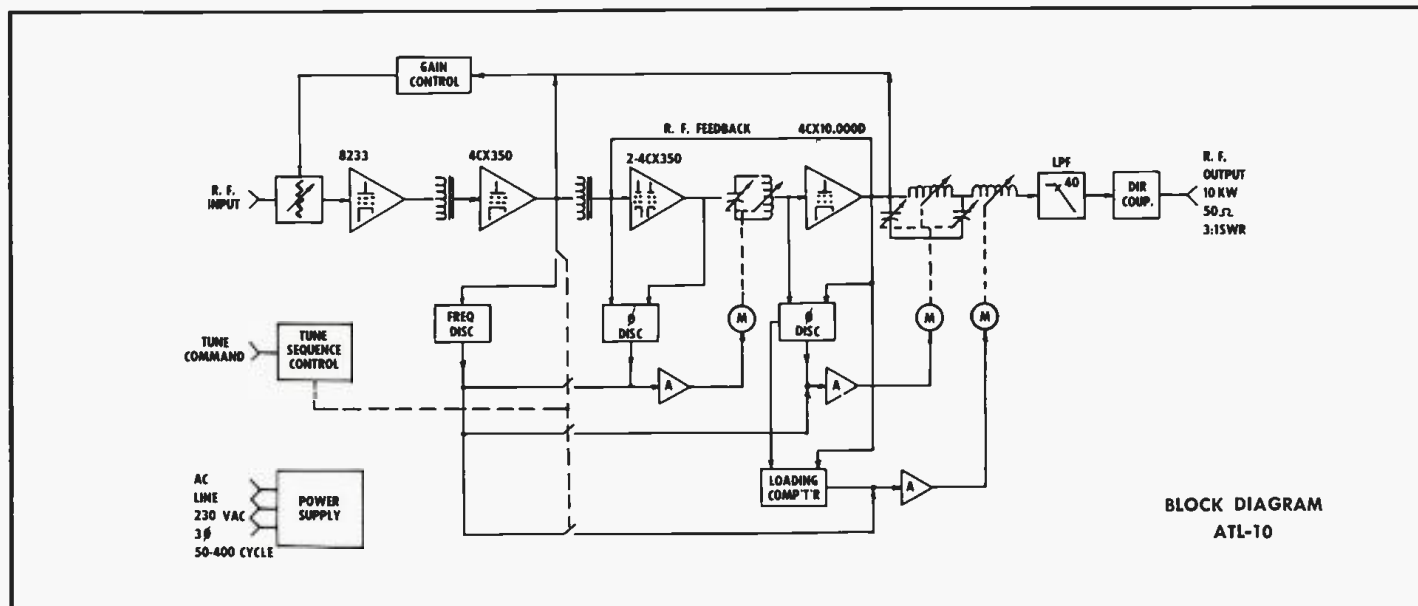 GAIN
CONTROL
R. F. FEEDBACK
4CX10.000D
8233
4CX350
2-4CX350
R. F.
INPUT
LPF
40
DIR
COUP.
R. F.
OUTPUT
10 KW
50 Ω
3:1SWR
FREQ
DISC
ϕ
DISC
M
ϕ
DISC
M
M
TUNE
COMMAND
TUNE
SEQUENCE
CONTROL
A
A
LOADING
COMP'T'R
A
AC
LINE
230 VAC
3ϕ
50-400 CYCLE
POWER
SUPPLY
BLOCK DIAGRAM
ATL-10